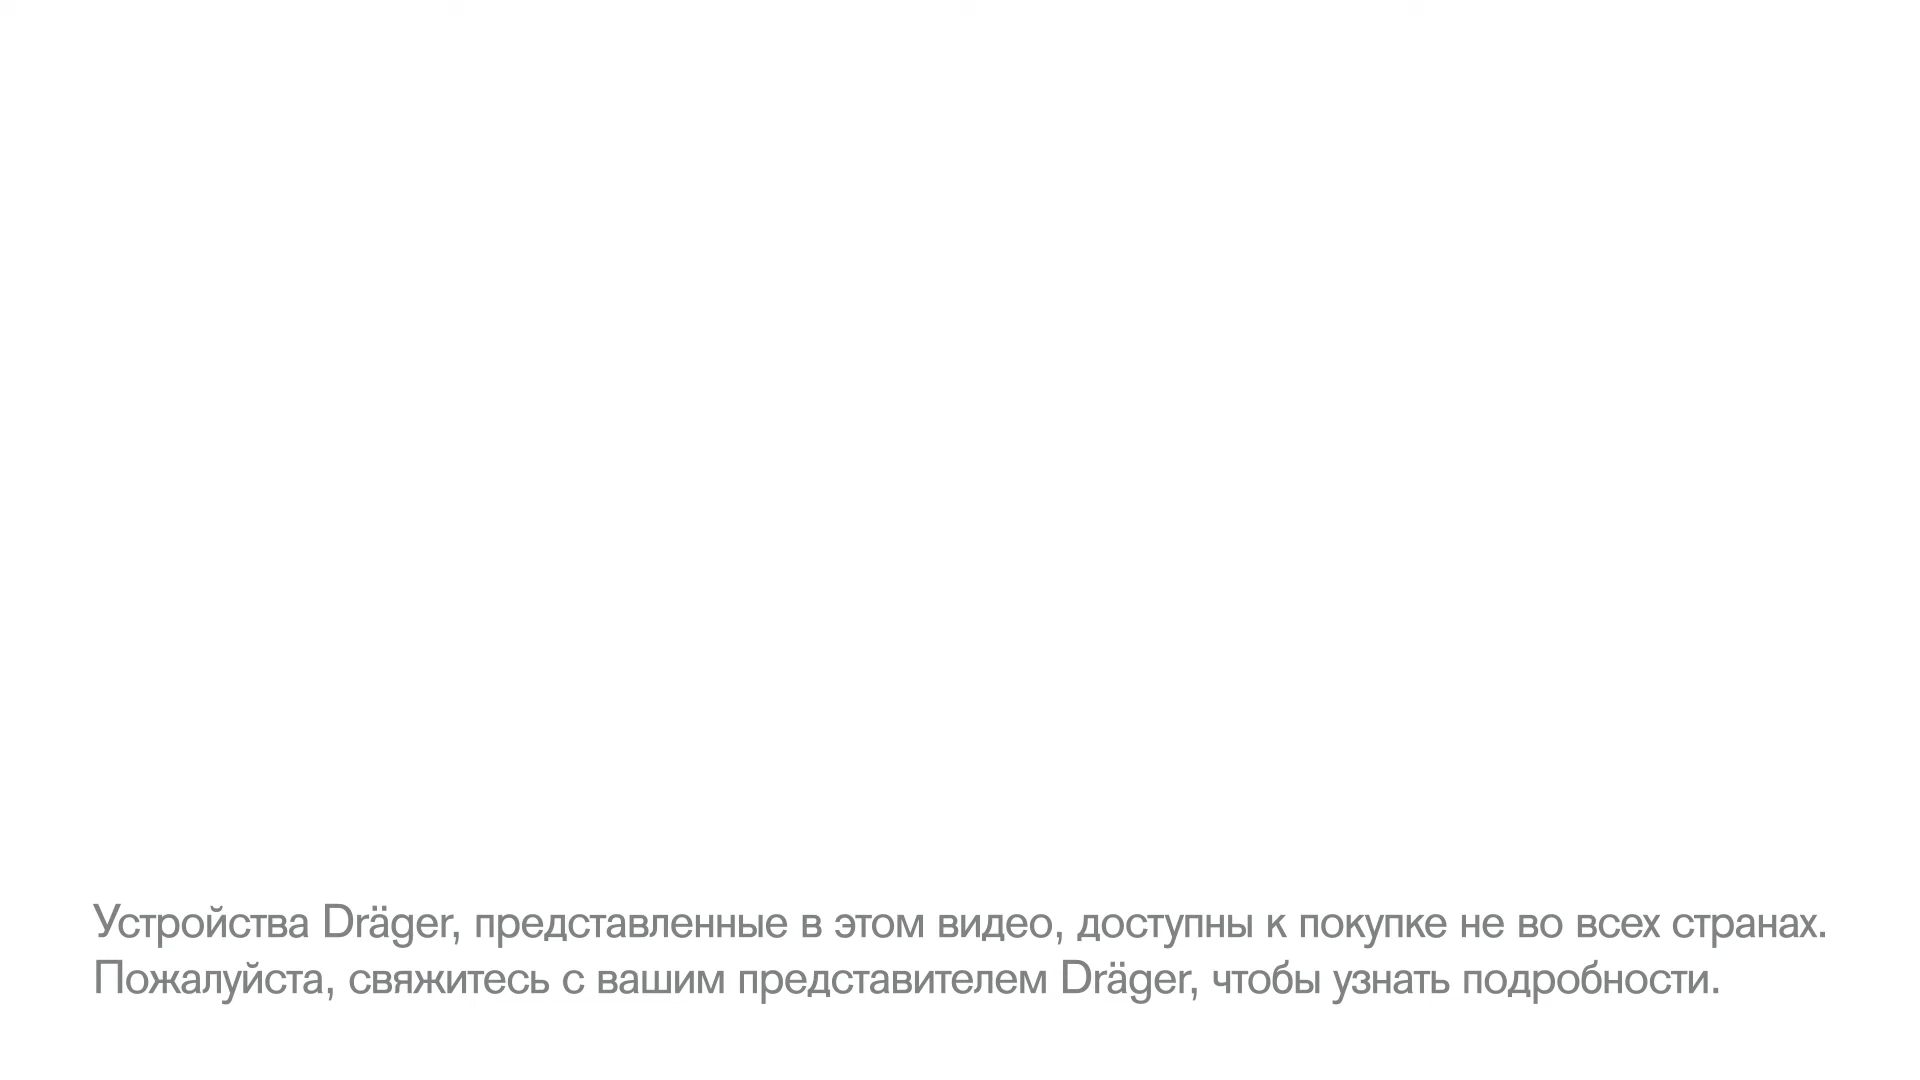 Устройства Dräger, представленные в этом видео, доступны к покупке не во всех странах.
Пожалуйста, свяжитесь с вашим представителем Dräger, чтобы узнать подробности.